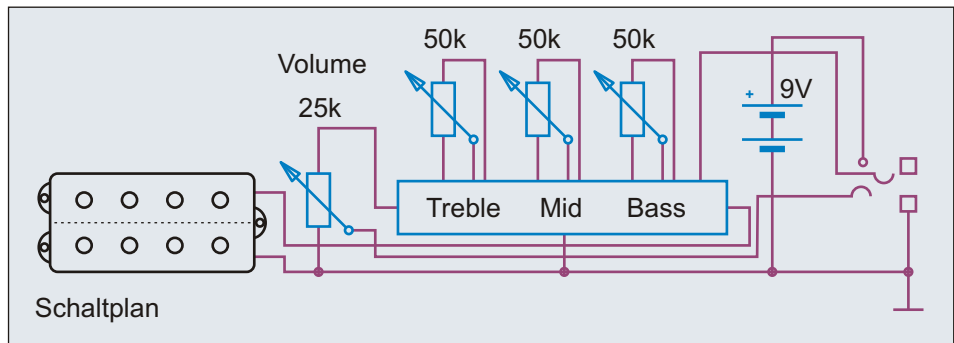 50k 50k 50k
Volume
25k
+ 9V
Treble Mid Bass
Schaltplan